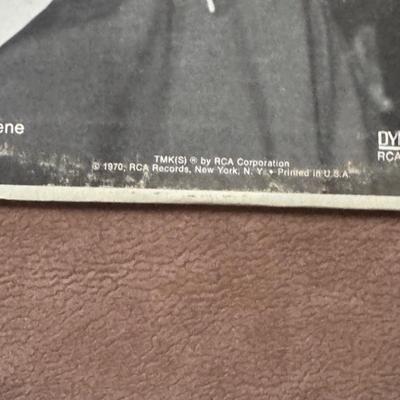 ene
DY
RCA
TMK(S) ® by RCA Corporation
© 1970, RCA Records, New York, N. Y. • Printed in U.S.A.